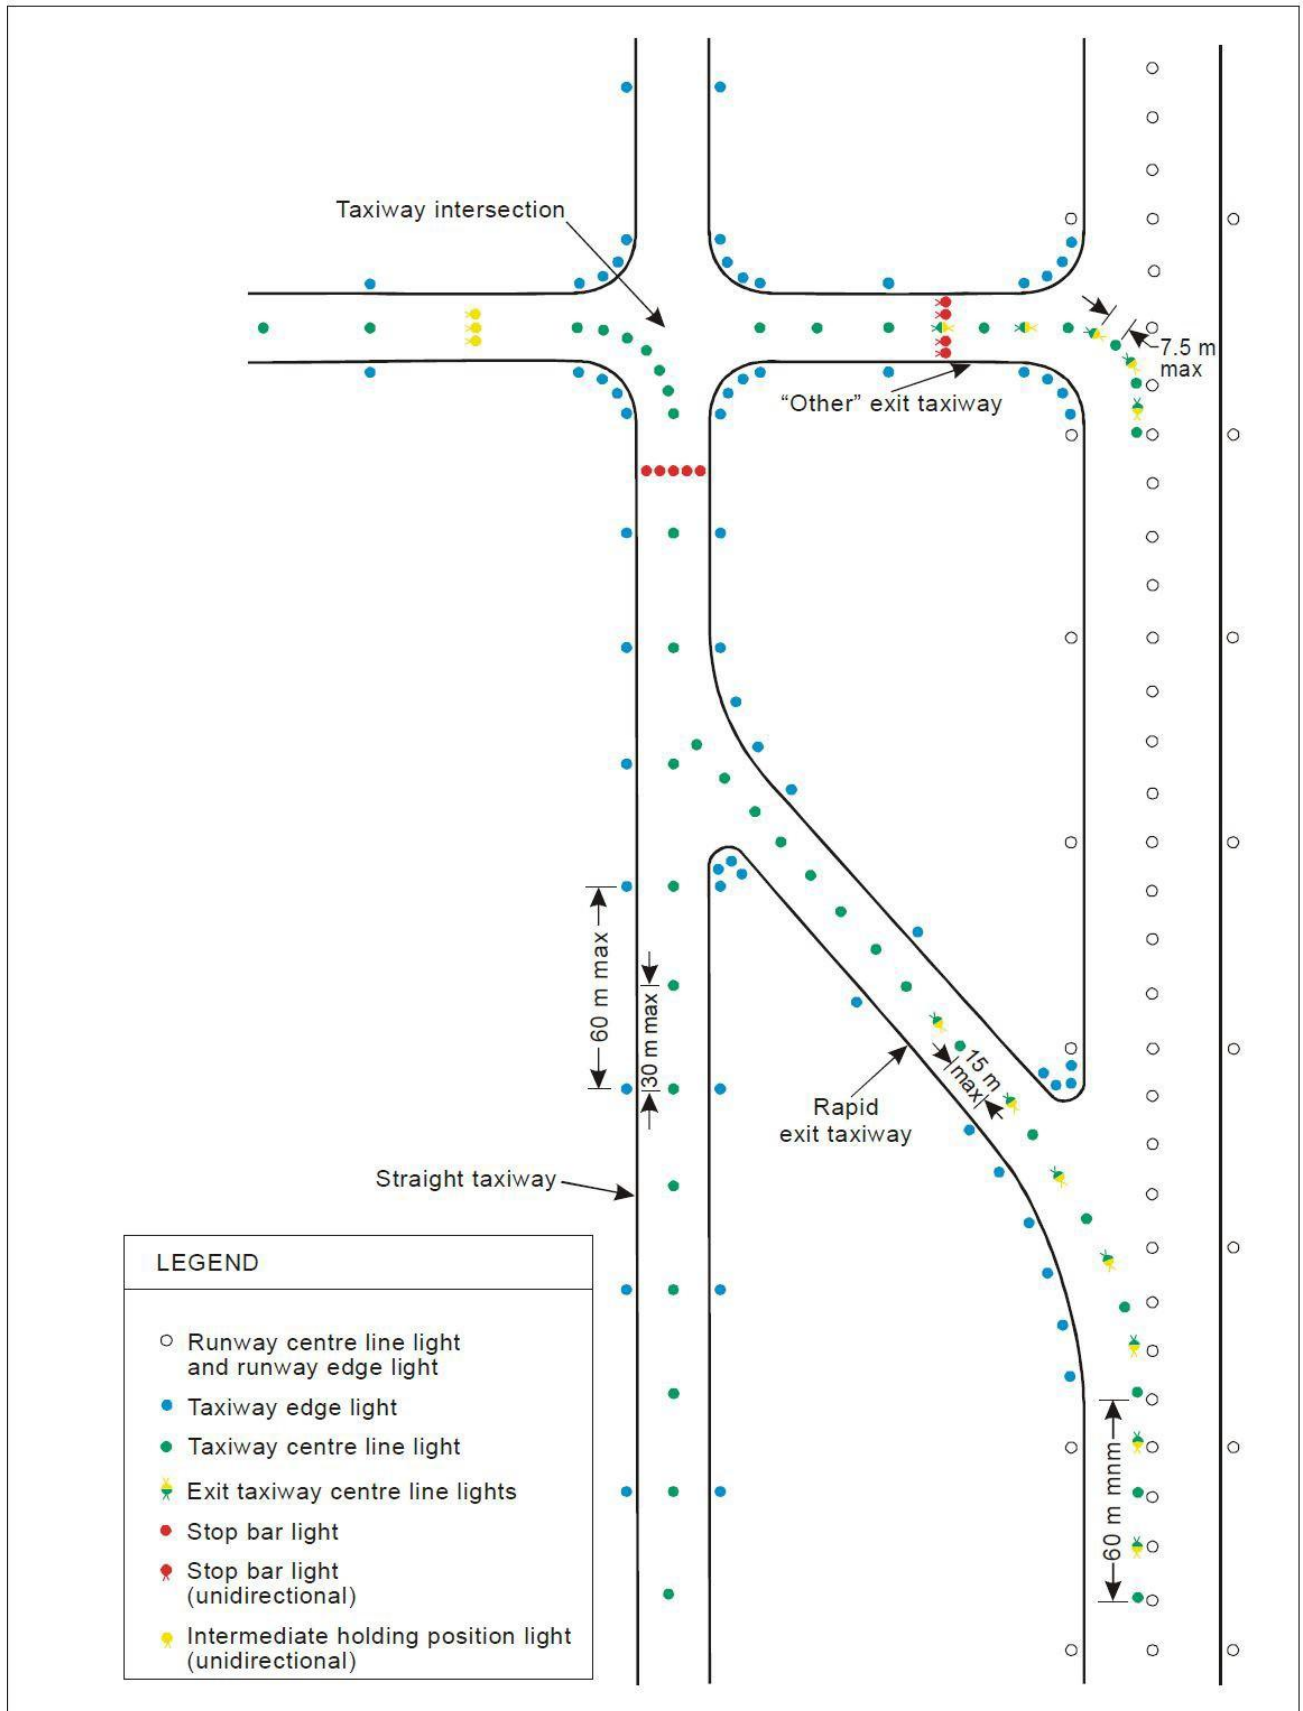 Taxiway intersection
7.5 m
max
“Other” exit taxiway
60 m max
30 m max
15 m
max
Rapid
exit taxiway
Straight taxiway
60 m mnm
LEGEND
Runway centre line light
and runway edge light
Taxiway edge light
Taxiway centre line light
Exit taxiway centre line lights
Stop bar light
Stop bar light
(unidirectional)
Intermediate holding position light
(unidirectional)